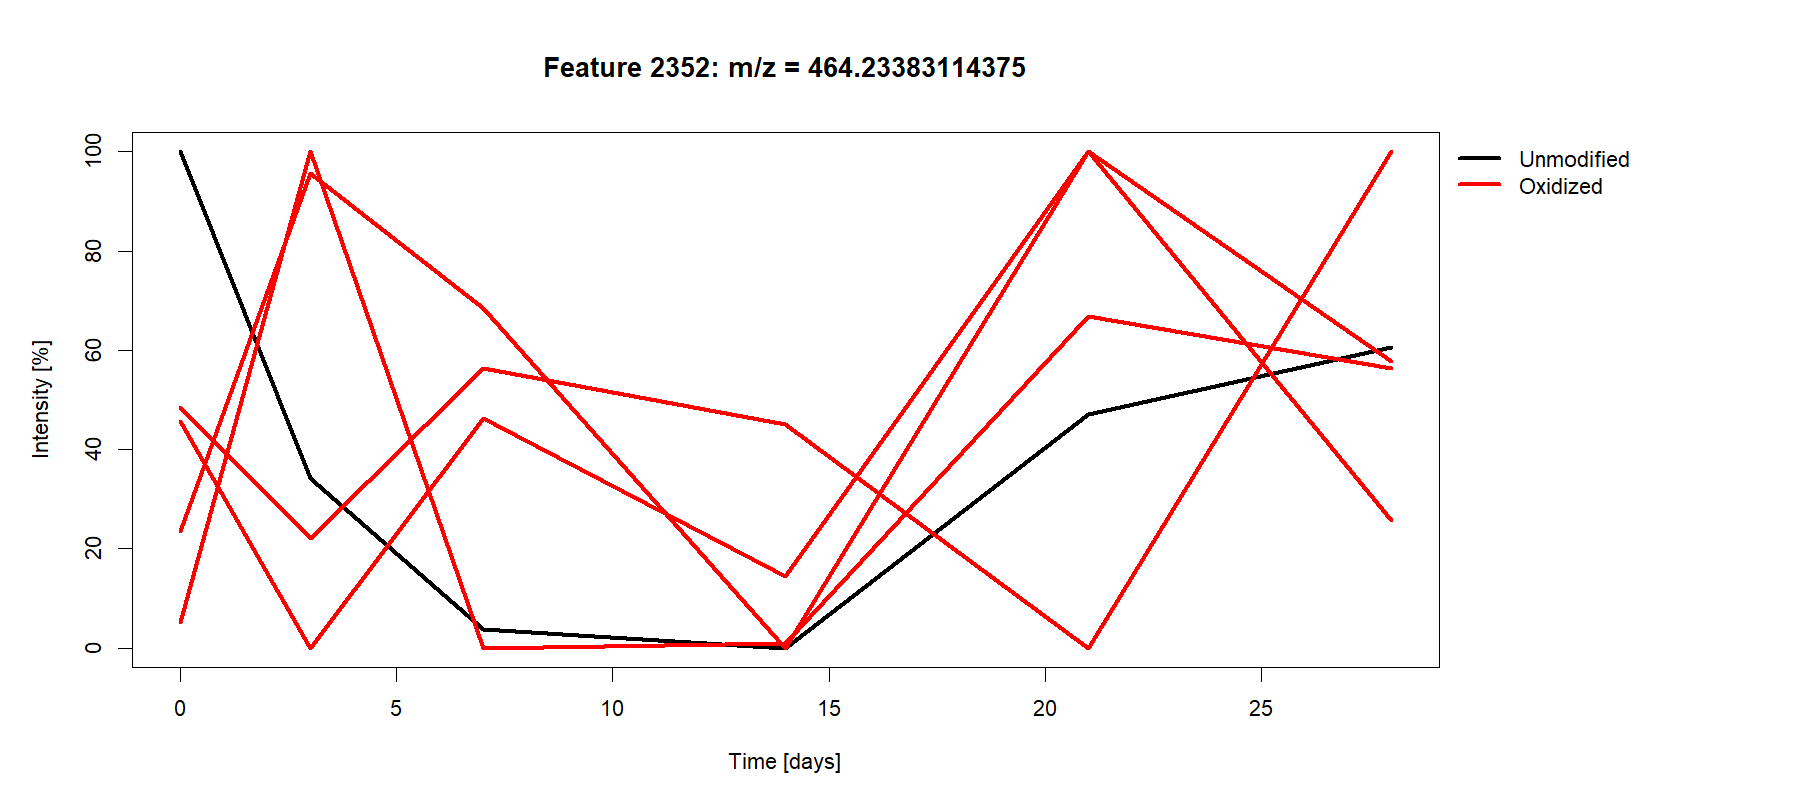 Feature 2352: m/z = 464.23383114375
Unmodified
Oxidized
Intensity [%]
100
80
60
40
20
0
0 5 10 15 20 25
Time [days]